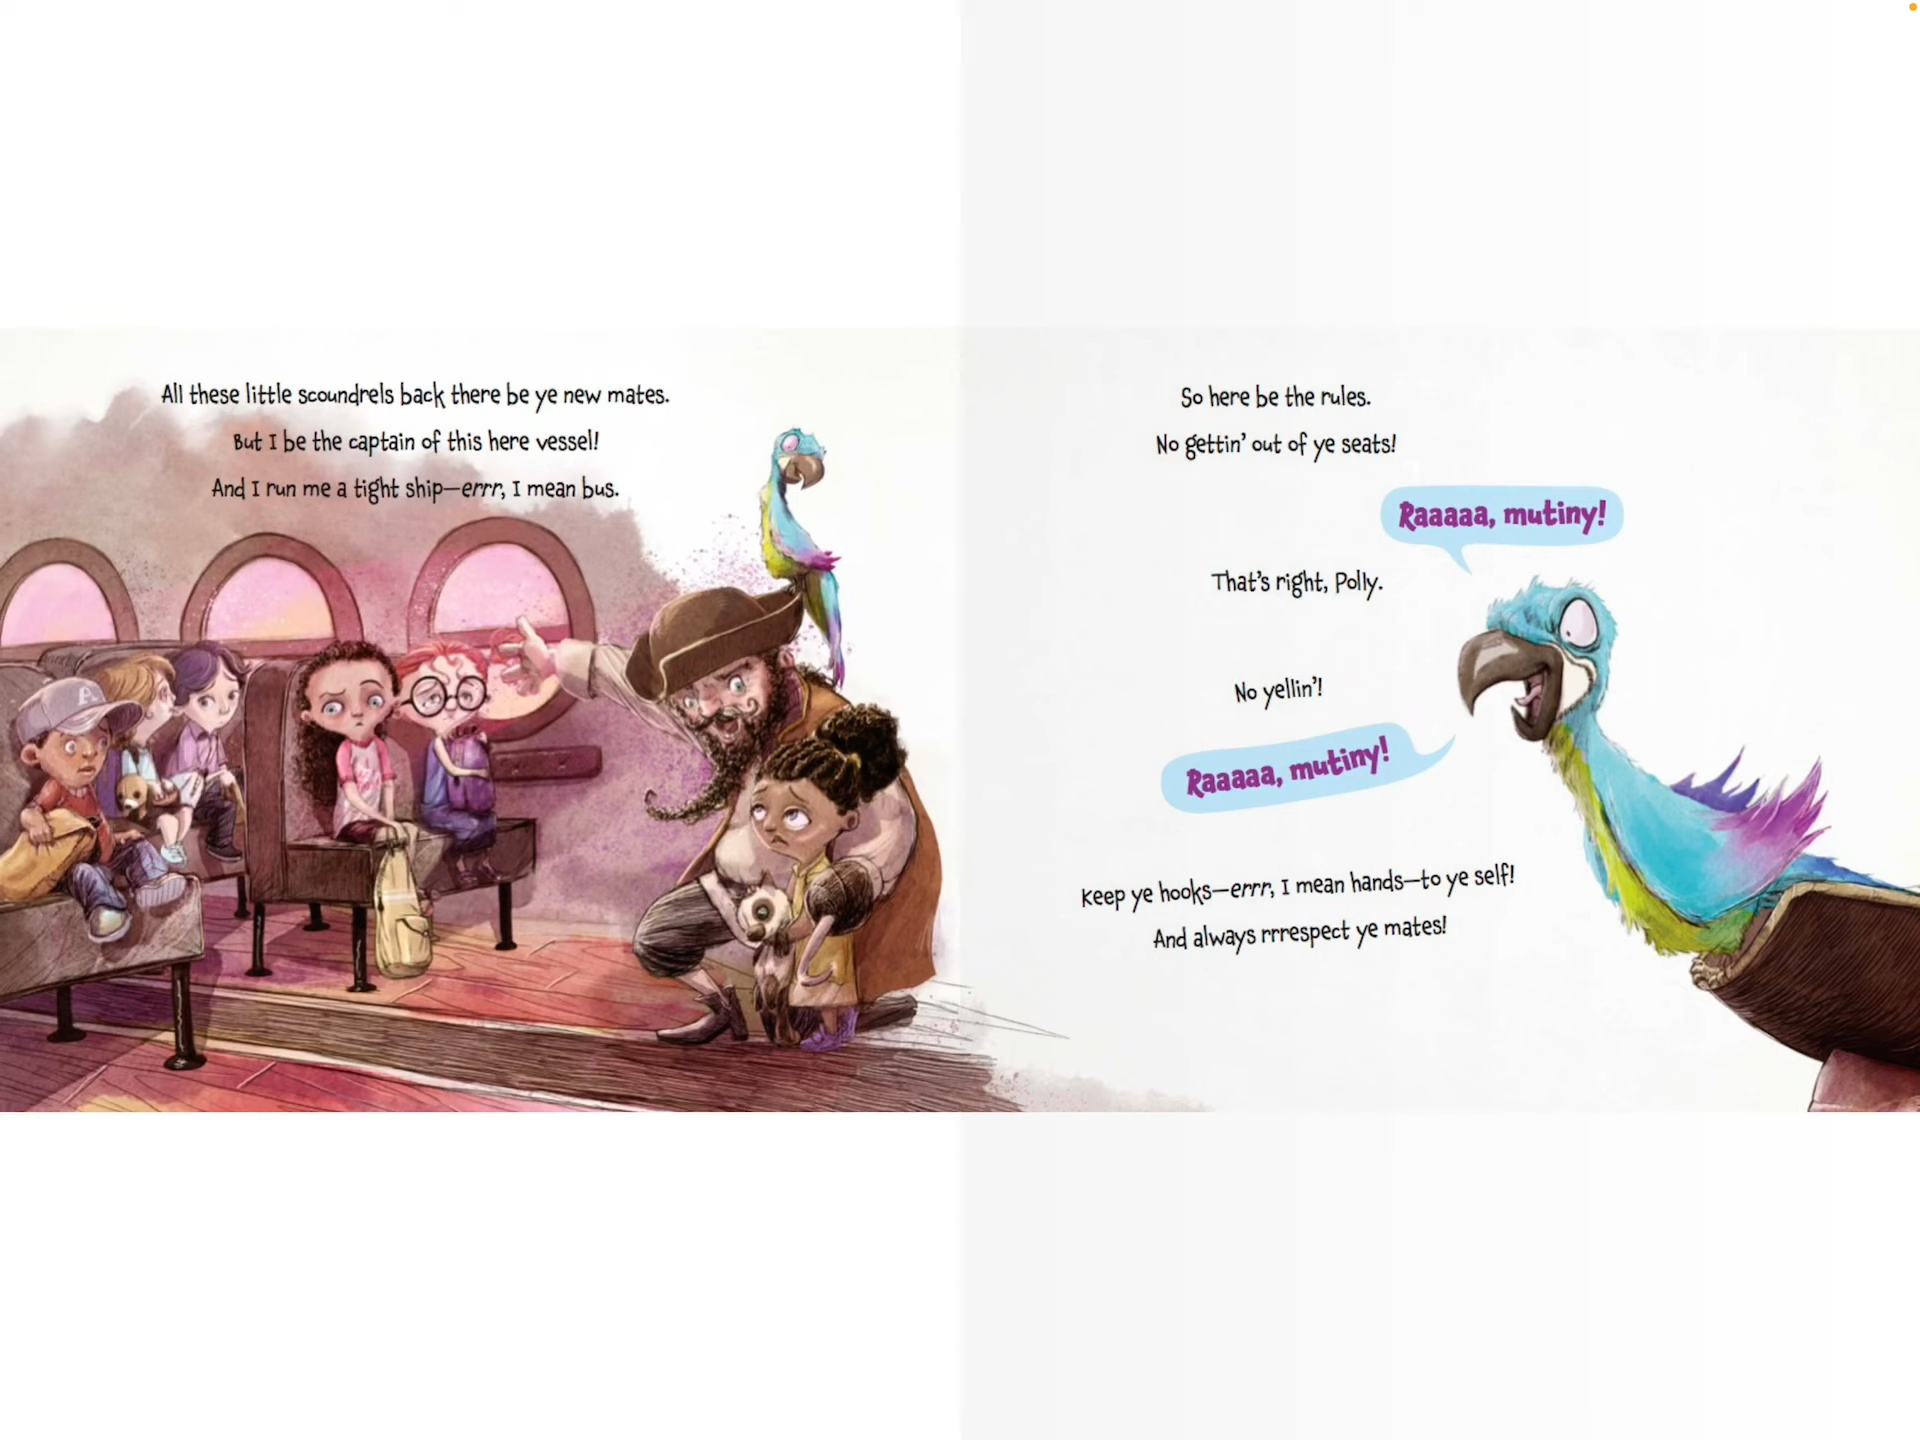 All these little scoundrels back there be ye new mates.
But I be the captain of this here vessel!
And I run me a tight ship—errr, I mean bus.
A
So here be the rules.
No gettin' out of ye seats!
Raaaaa, mutiny!
That's right, Polly.
No yellin'!
Raaaaa, mutiny!
Keep ye hooks—errr, I mean hands—to ye self!
And always rrrespect ye mates!